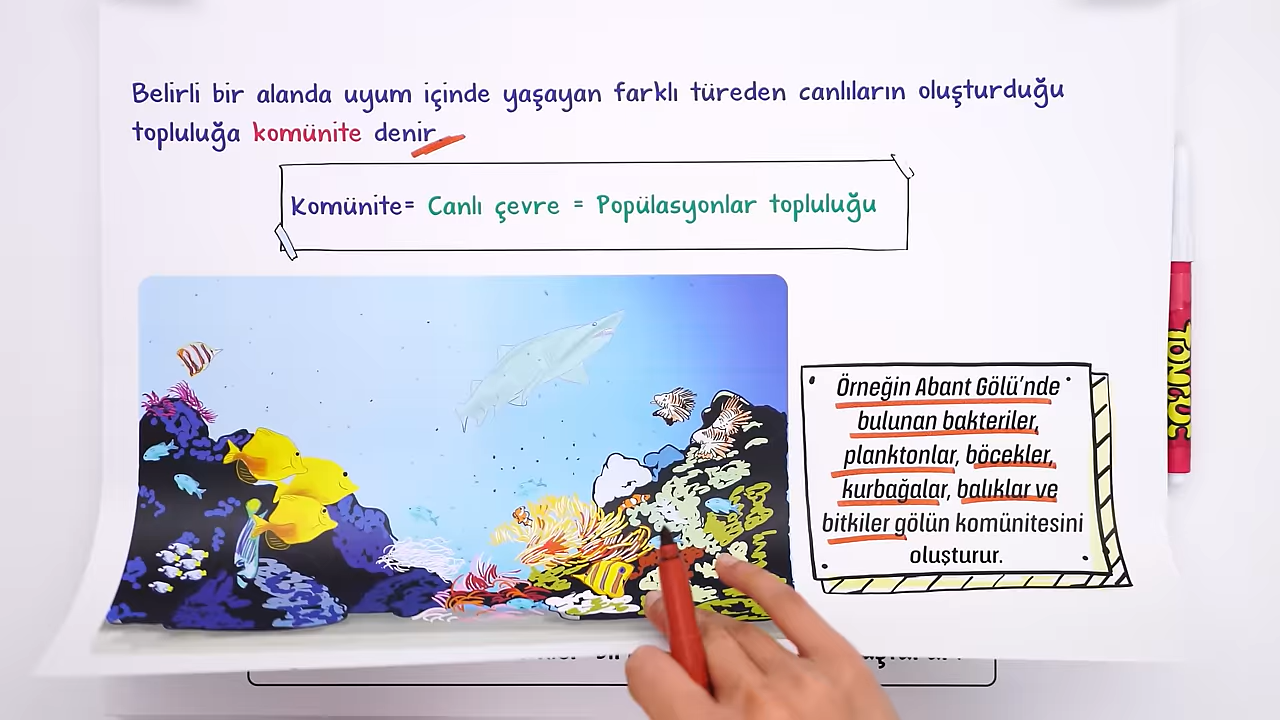 Belirli bir alanda uyum içinde yaşayan farklı türeden canlıların oluşturduğu
topluluğa komünite denir.
Komünite= Canlı çevre = Popülasyonlar topluluğu
Örneğin Abant Gölü'nde
bulunan bakteriler,
planktonlar, böcekler,
kurbağalar, balıklar ve
bitkiler gölün komünitesini
oluşturur.
TOMBUC